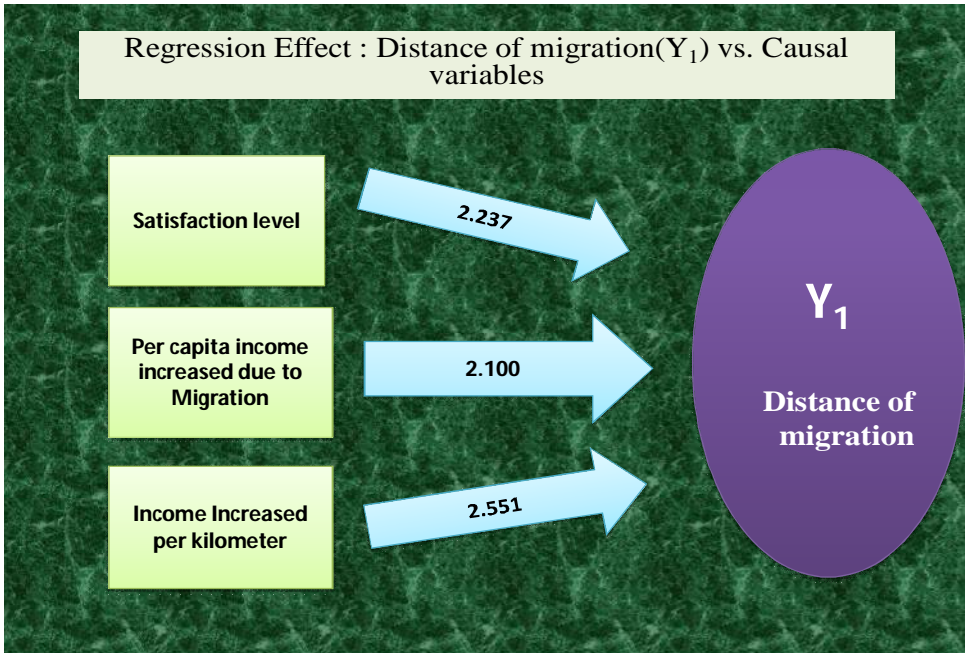 Regression Effect : Distance of migration(Y₁) vs. Causal
variables
Satisfaction level
2.237
Per capita income
increased due to
Migration
2.100
Income Increased
per kilometer
2.551
Y₁
Distance of
migration